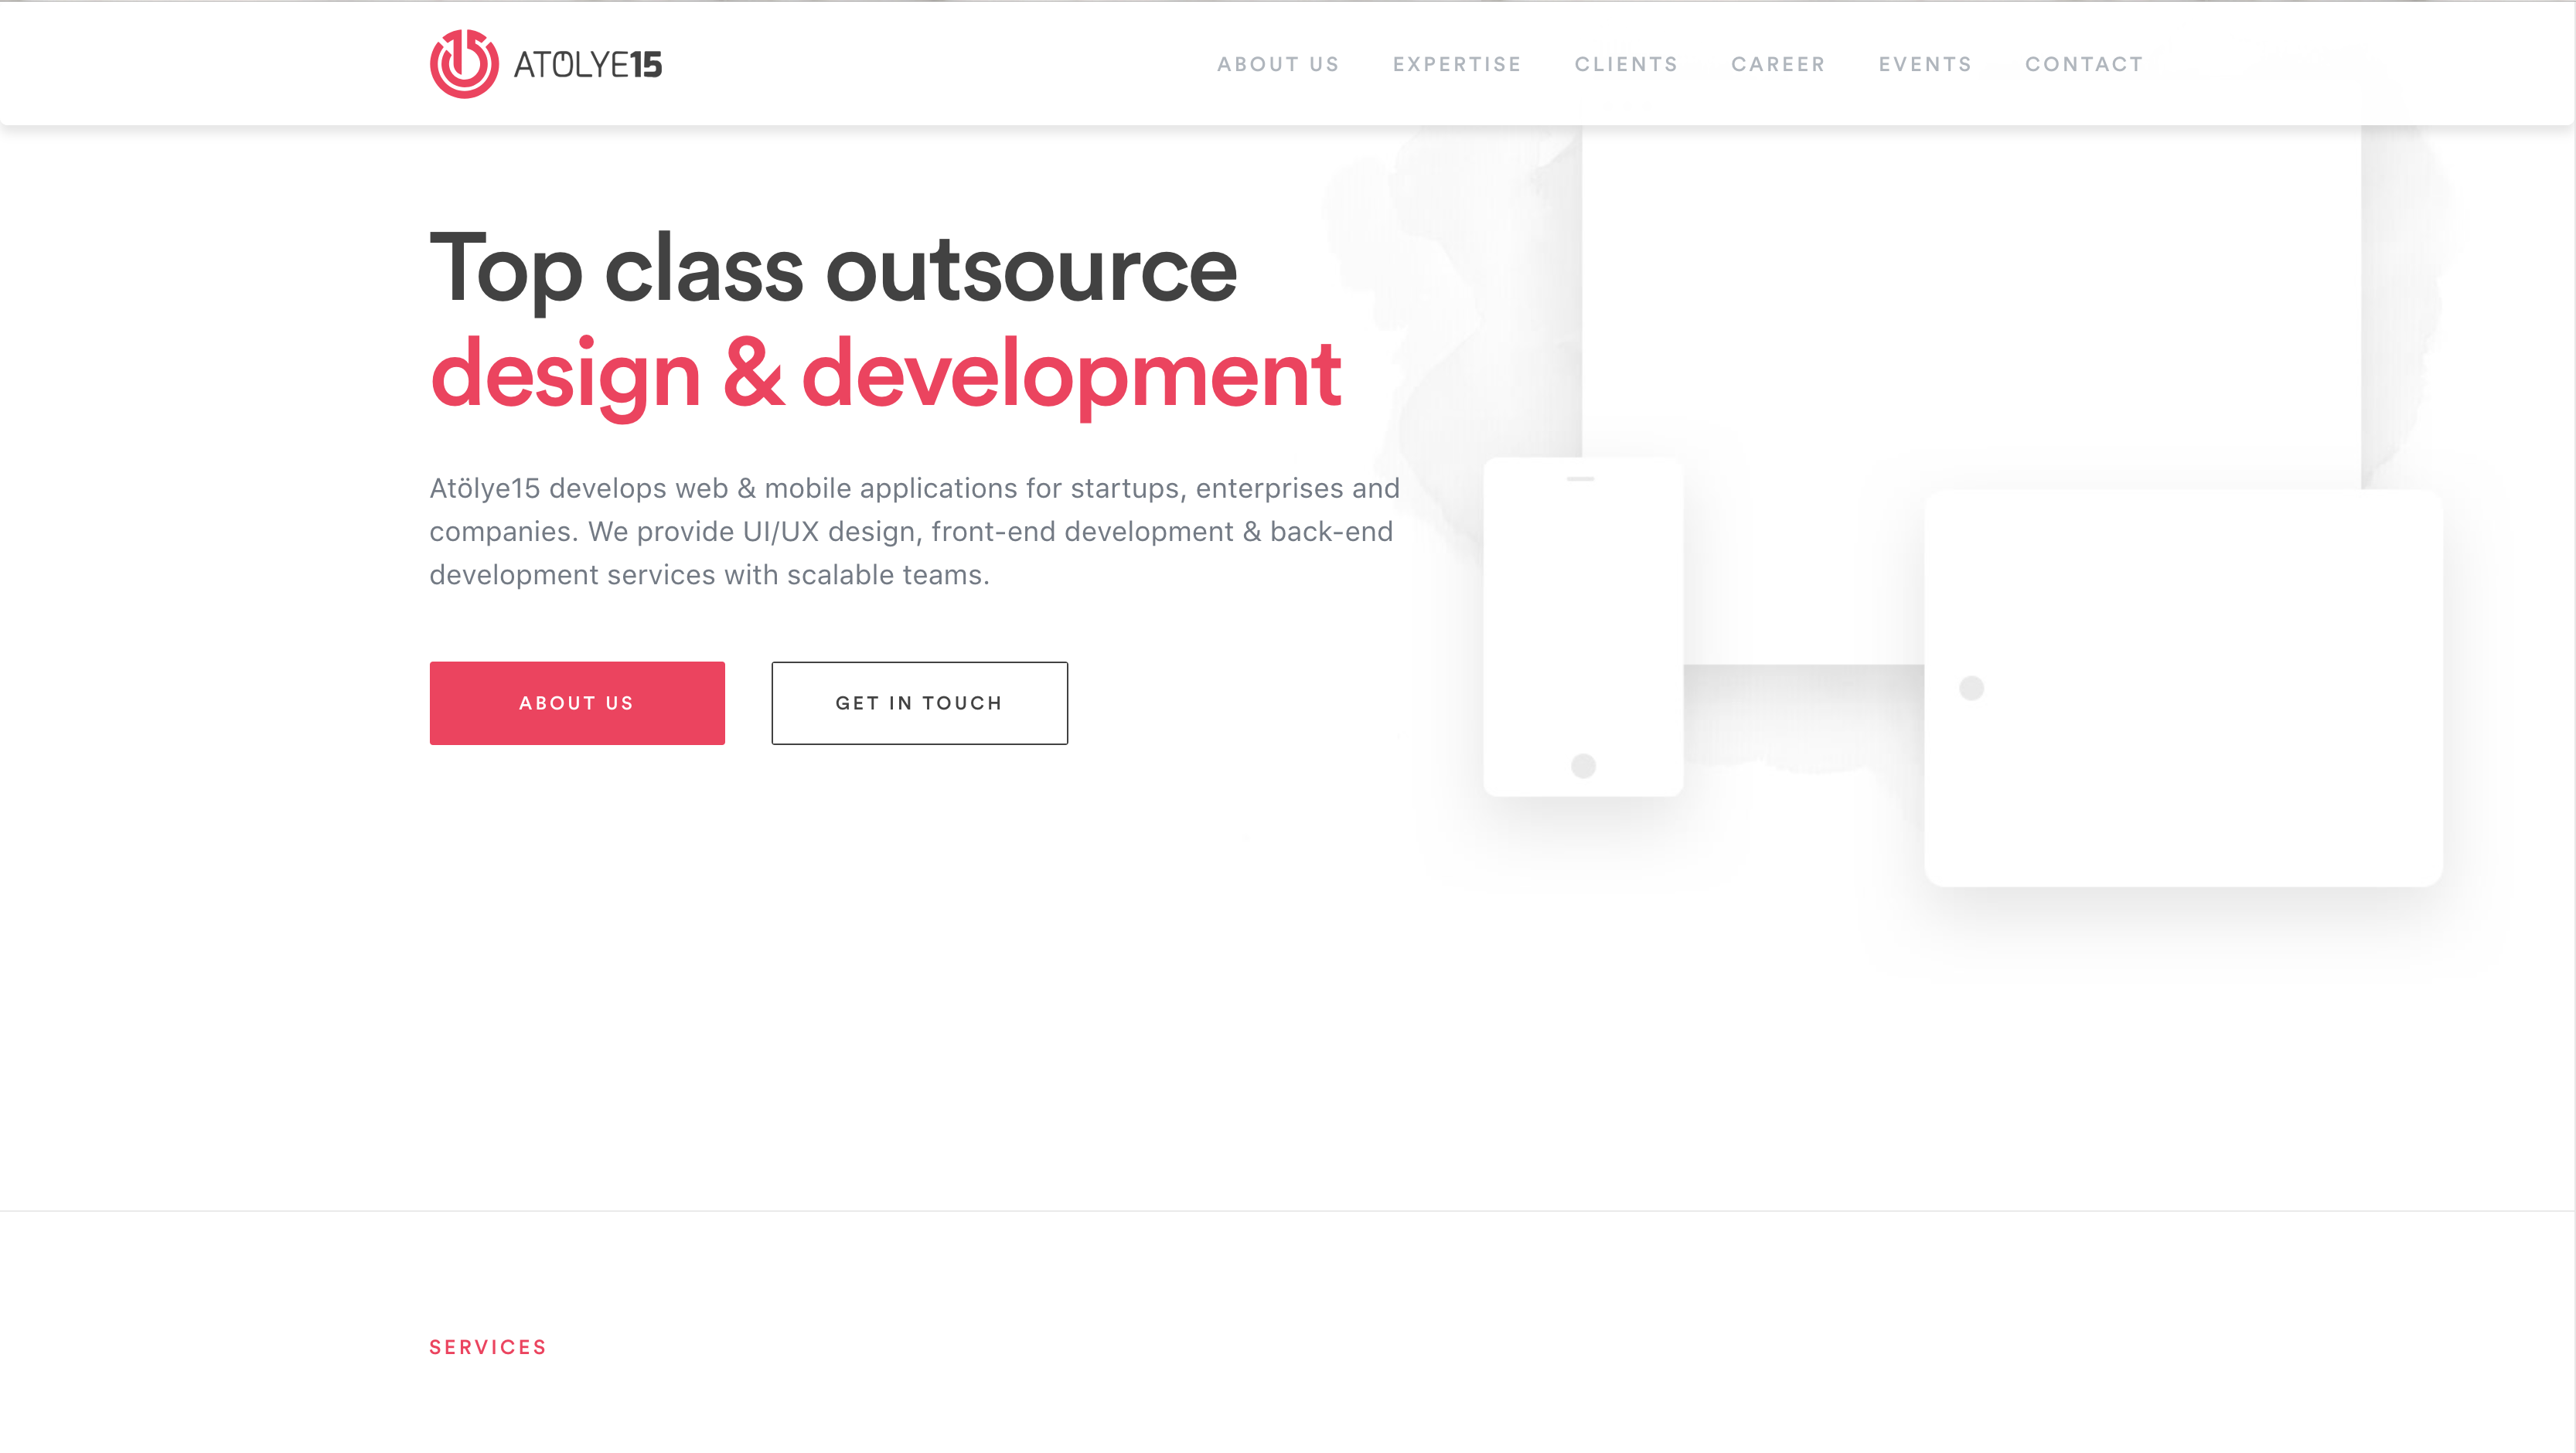 ATÖLYE15
ABOUT US
EXPERTISE
CLIENTS
CAREER
EVENTS
CONTACT
Top class outsource
design & development
Atölye15 develops web & mobile applications for startups, enterprises and
companies. We provide UI/UX design, front-end development & back-end
development services with scalable teams.
ABOUT US
GET IN TOUCH
SERVICES